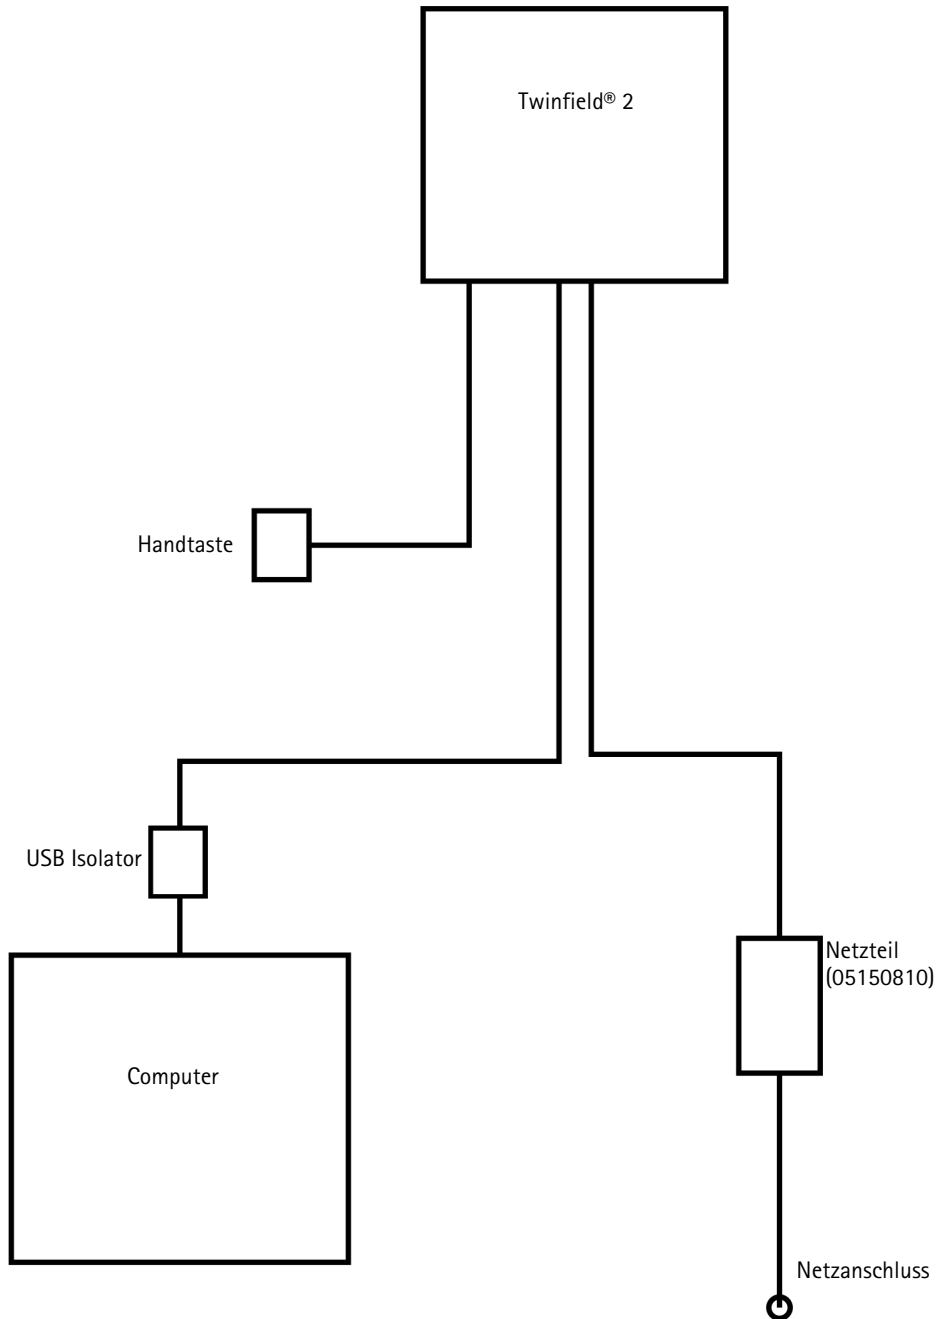 Twinfield® 2
Handtaste
USB Isolator
Netzteil
(05150810)
Computer
Netzanschluss